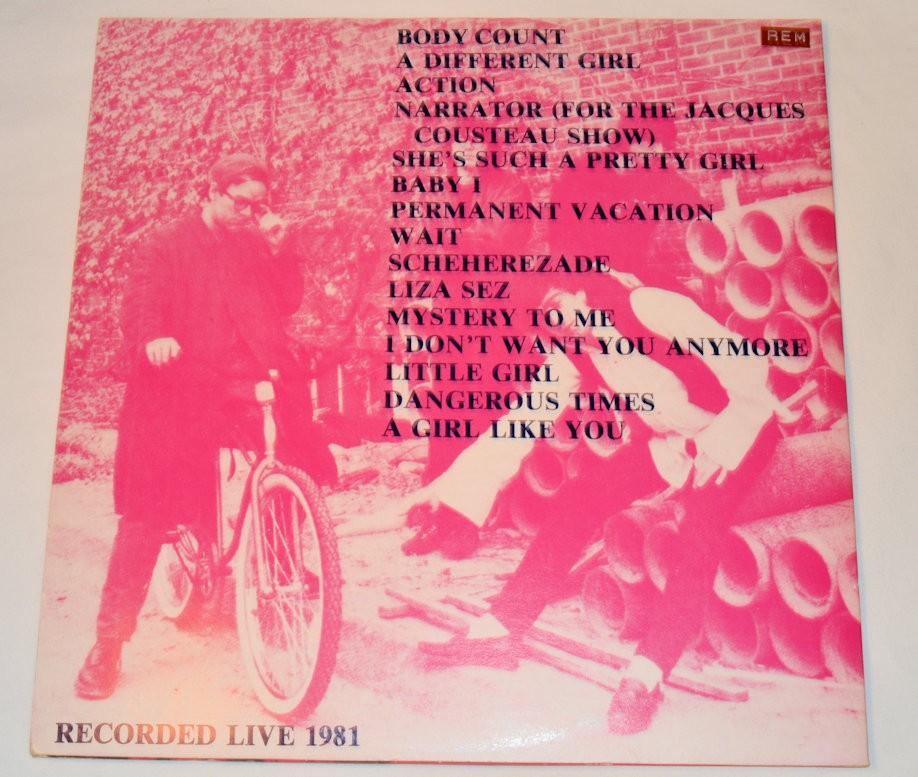 REM
BODY COUNT
A DIFFERENT GIRL
ACTION
NARRATOR (FOR THE JACQUES
COUSTEAU SHOW)
SHE'S SUCH A PRETTY GIRL
BABY I
PERMANENT VACATION
WAIT
SCHEHEREZADE
LIZA SEZ
MYSTERY TO ME
I DON'T WANT YOU ANYMORE
LITTLE GIRL
DANGEROUS TIMES
A GIRL LIKE YOU
RECORDED LIVE 1981